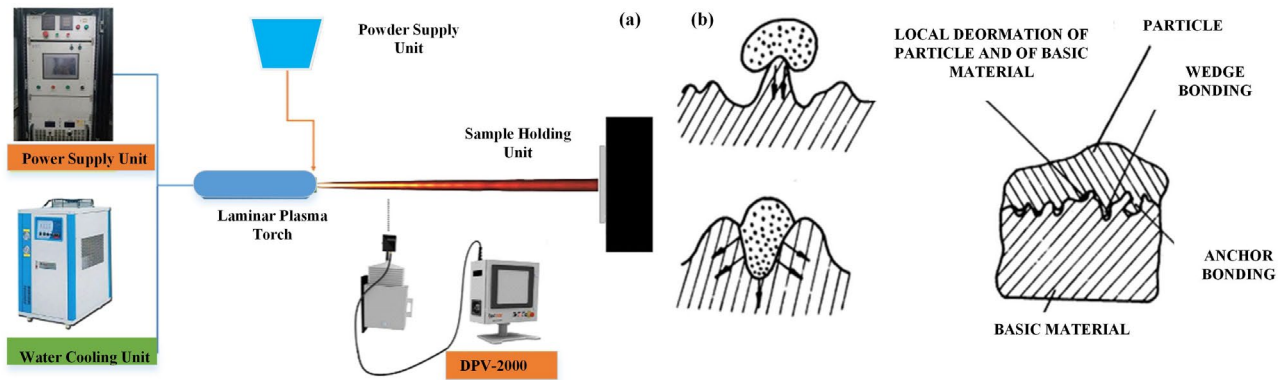 (a)
Powder Supply
Unit
Power Supply Unit
Sample Holding
Unit
Laminar Plasma
Torch
Water Cooling Unit
DPV-2000
(b)
LOCAL DEORMATION OF
PARTICLE AND OF BASIC
MATERIAL
PARTICLE
WEDGE
BONDING
ANCHOR
BONDING
BASIC MATERIAL